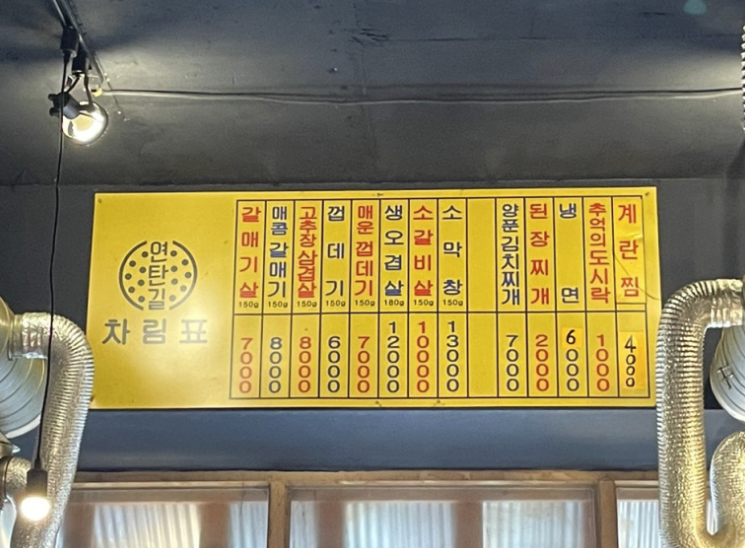 연탄길
차림표
갈매기살 150g 7000
매콤갈매기 150g 8000
고추장삼겹살 150g 8000
껍데기 150g 6000
매운껍데기 150g 7000
생오겹살 180g 12000
소갈비살 150g 10000
소막창 150g 13000
양푼김치찌개 7000
된장찌개 2000
냉면 6000
추억의도시락 1000
계란찜 4000